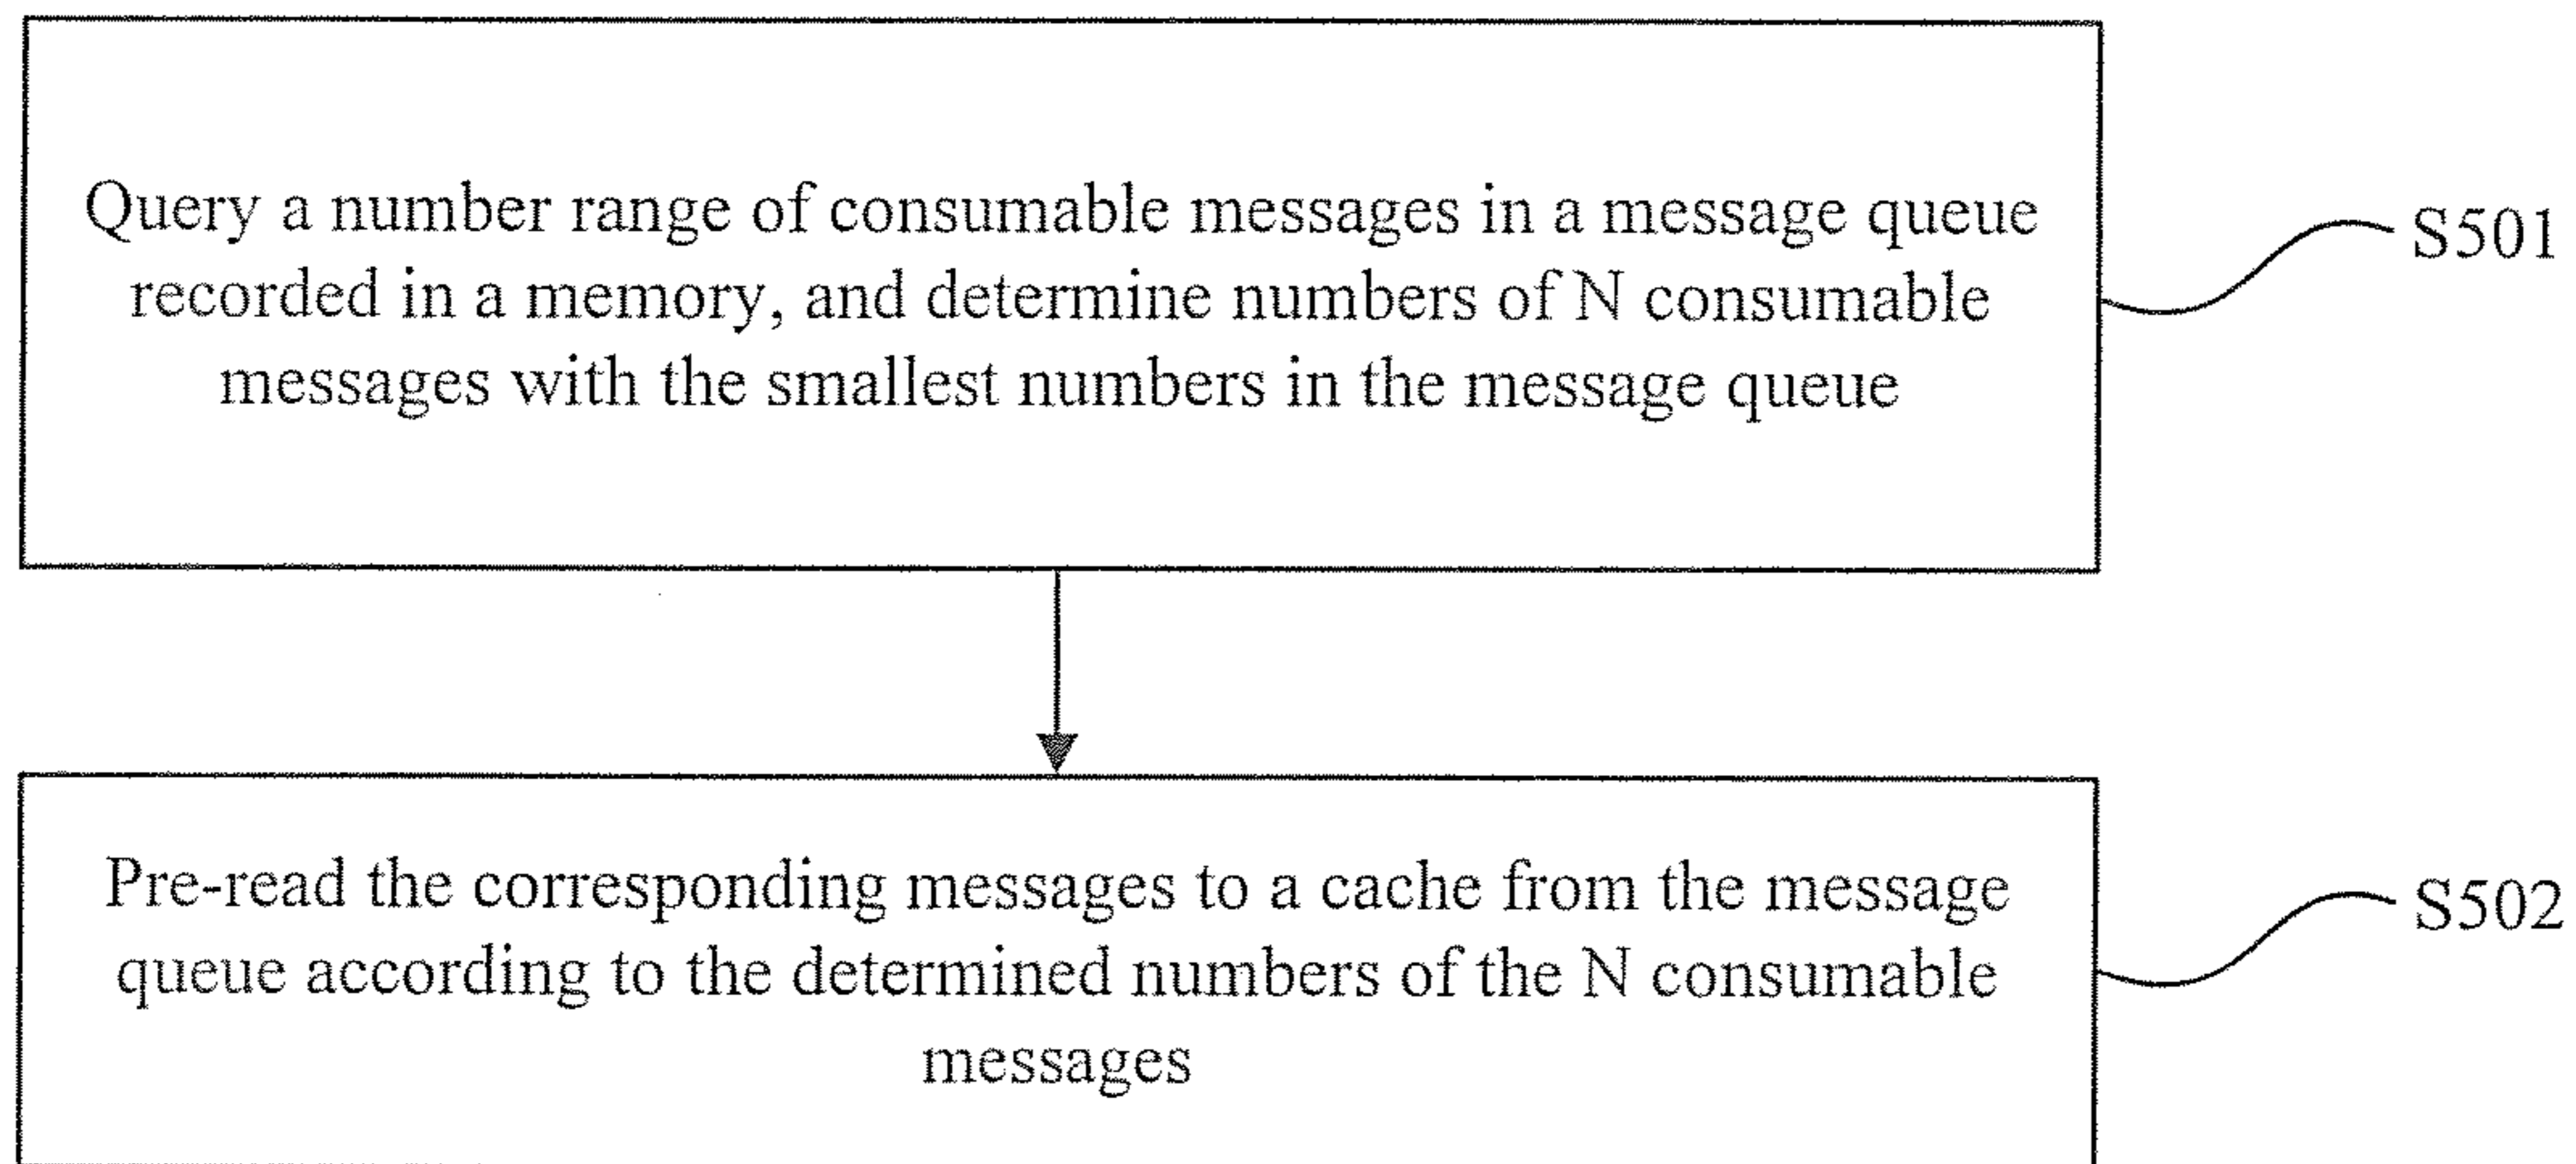 Query a number range of consumable messages in a message queue
recorded in a memory, and determine numbers of N consumable
messages with the smallest numbers in the message queue
S501
Pre-read the corresponding messages to a cache from the message
queue according to the determined numbers of the N consumable
messages
S502